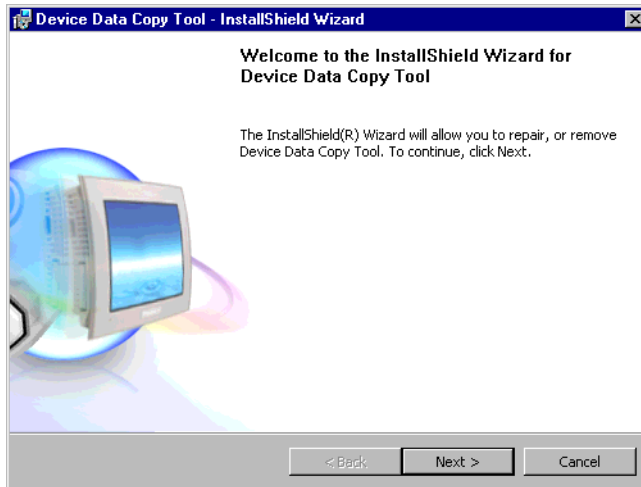 Device Data Copy Tool - InstallShield Wizard
Welcome to the InstallShield Wizard for
Device Data Copy Tool
The InstallShield(R) Wizard will allow you to repair, or remove
Device Data Copy Tool. To continue, click Next.
< Back
Next >
Cancel